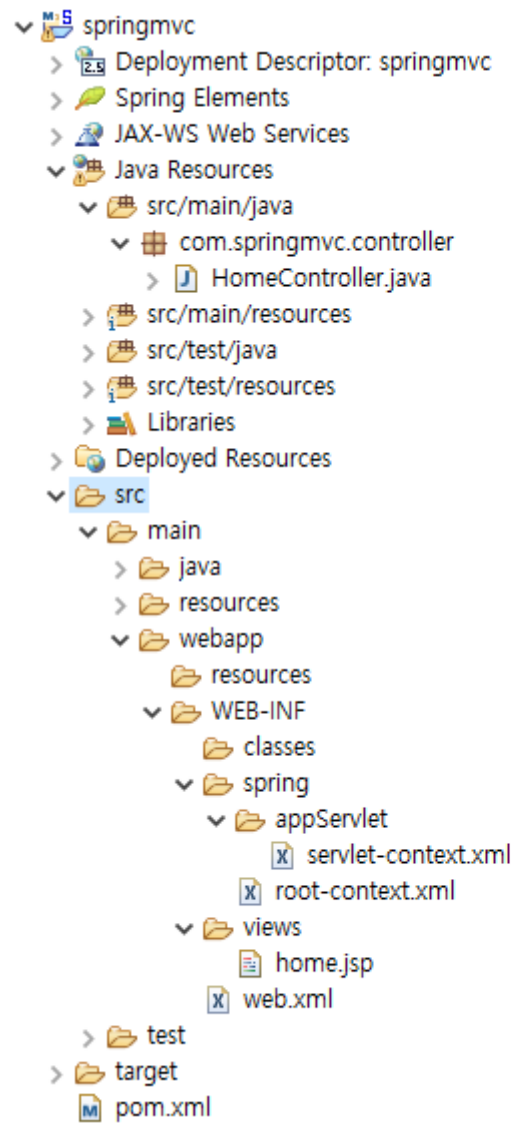 springmvc
Deployment Descriptor: springmvc
Spring Elements
JAX-WS Web Services
Java Resources
src/main/java
com.springmvc.controller
HomeController.java
src/main/resources
src/test/java
src/test/resources
Libraries
Deployed Resources
src
main
java
resources
webapp
resources
WEB-INF
classes
spring
appServlet
servlet-context.xml
root-context.xml
views
home.jsp
web.xml
test
target
pom.xml